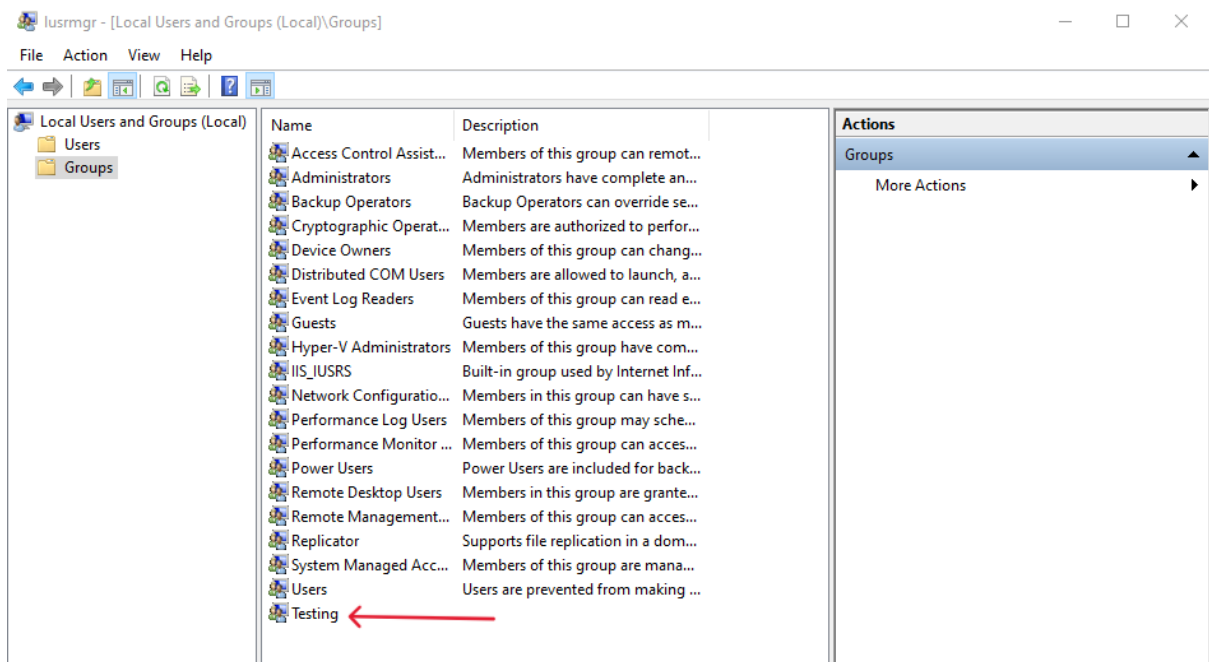 lusrmgr - [Local Users and Groups (Local)\Groups]
File Action View Help
Local Users and Groups (Local)
Users
Groups
Name Description
Access Control Assist... Members of this group can remot...
Administrators Administrators have complete an...
Backup Operators Backup Operators can override se...
Cryptographic Operat... Members are authorized to perfor...
Device Owners Members of this group can chang...
Distributed COM Users Members are allowed to launch, a...
Event Log Readers Members of this group can read e...
Guests Guests have the same access as m...
Hyper-V Administrators Members of this group have com...
IIS_IUSRS Built-in group used by Internet Inf...
Network Configuratio... Members in this group can have s...
Performance Log Users Members of this group may sche...
Performance Monitor ... Members of this group can acces...
Power Users Power Users are included for back...
Remote Desktop Users Members in this group are grante...
Remote Management... Members of this group can acces...
Replicator Supports file replication in a dom...
System Managed Acc... Members of this group are mana...
Users Users are prevented from making ...
Testing
Actions
Groups
More Actions